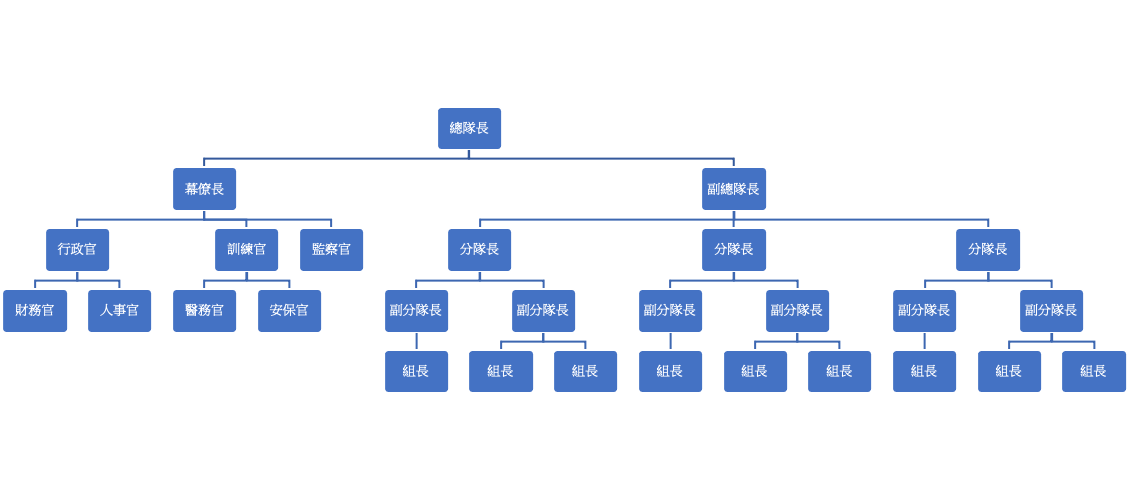 總隊長
幕僚長
副總隊長
行政官
訓練官
監察官
分隊長
分隊長
分隊長
財務官
人事官
醫務官
安保官
副分隊長
副分隊長
副分隊長
副分隊長
副分隊長
副分隊長
組長
組長
組長
組長
組長
組長
組長
組長
組長